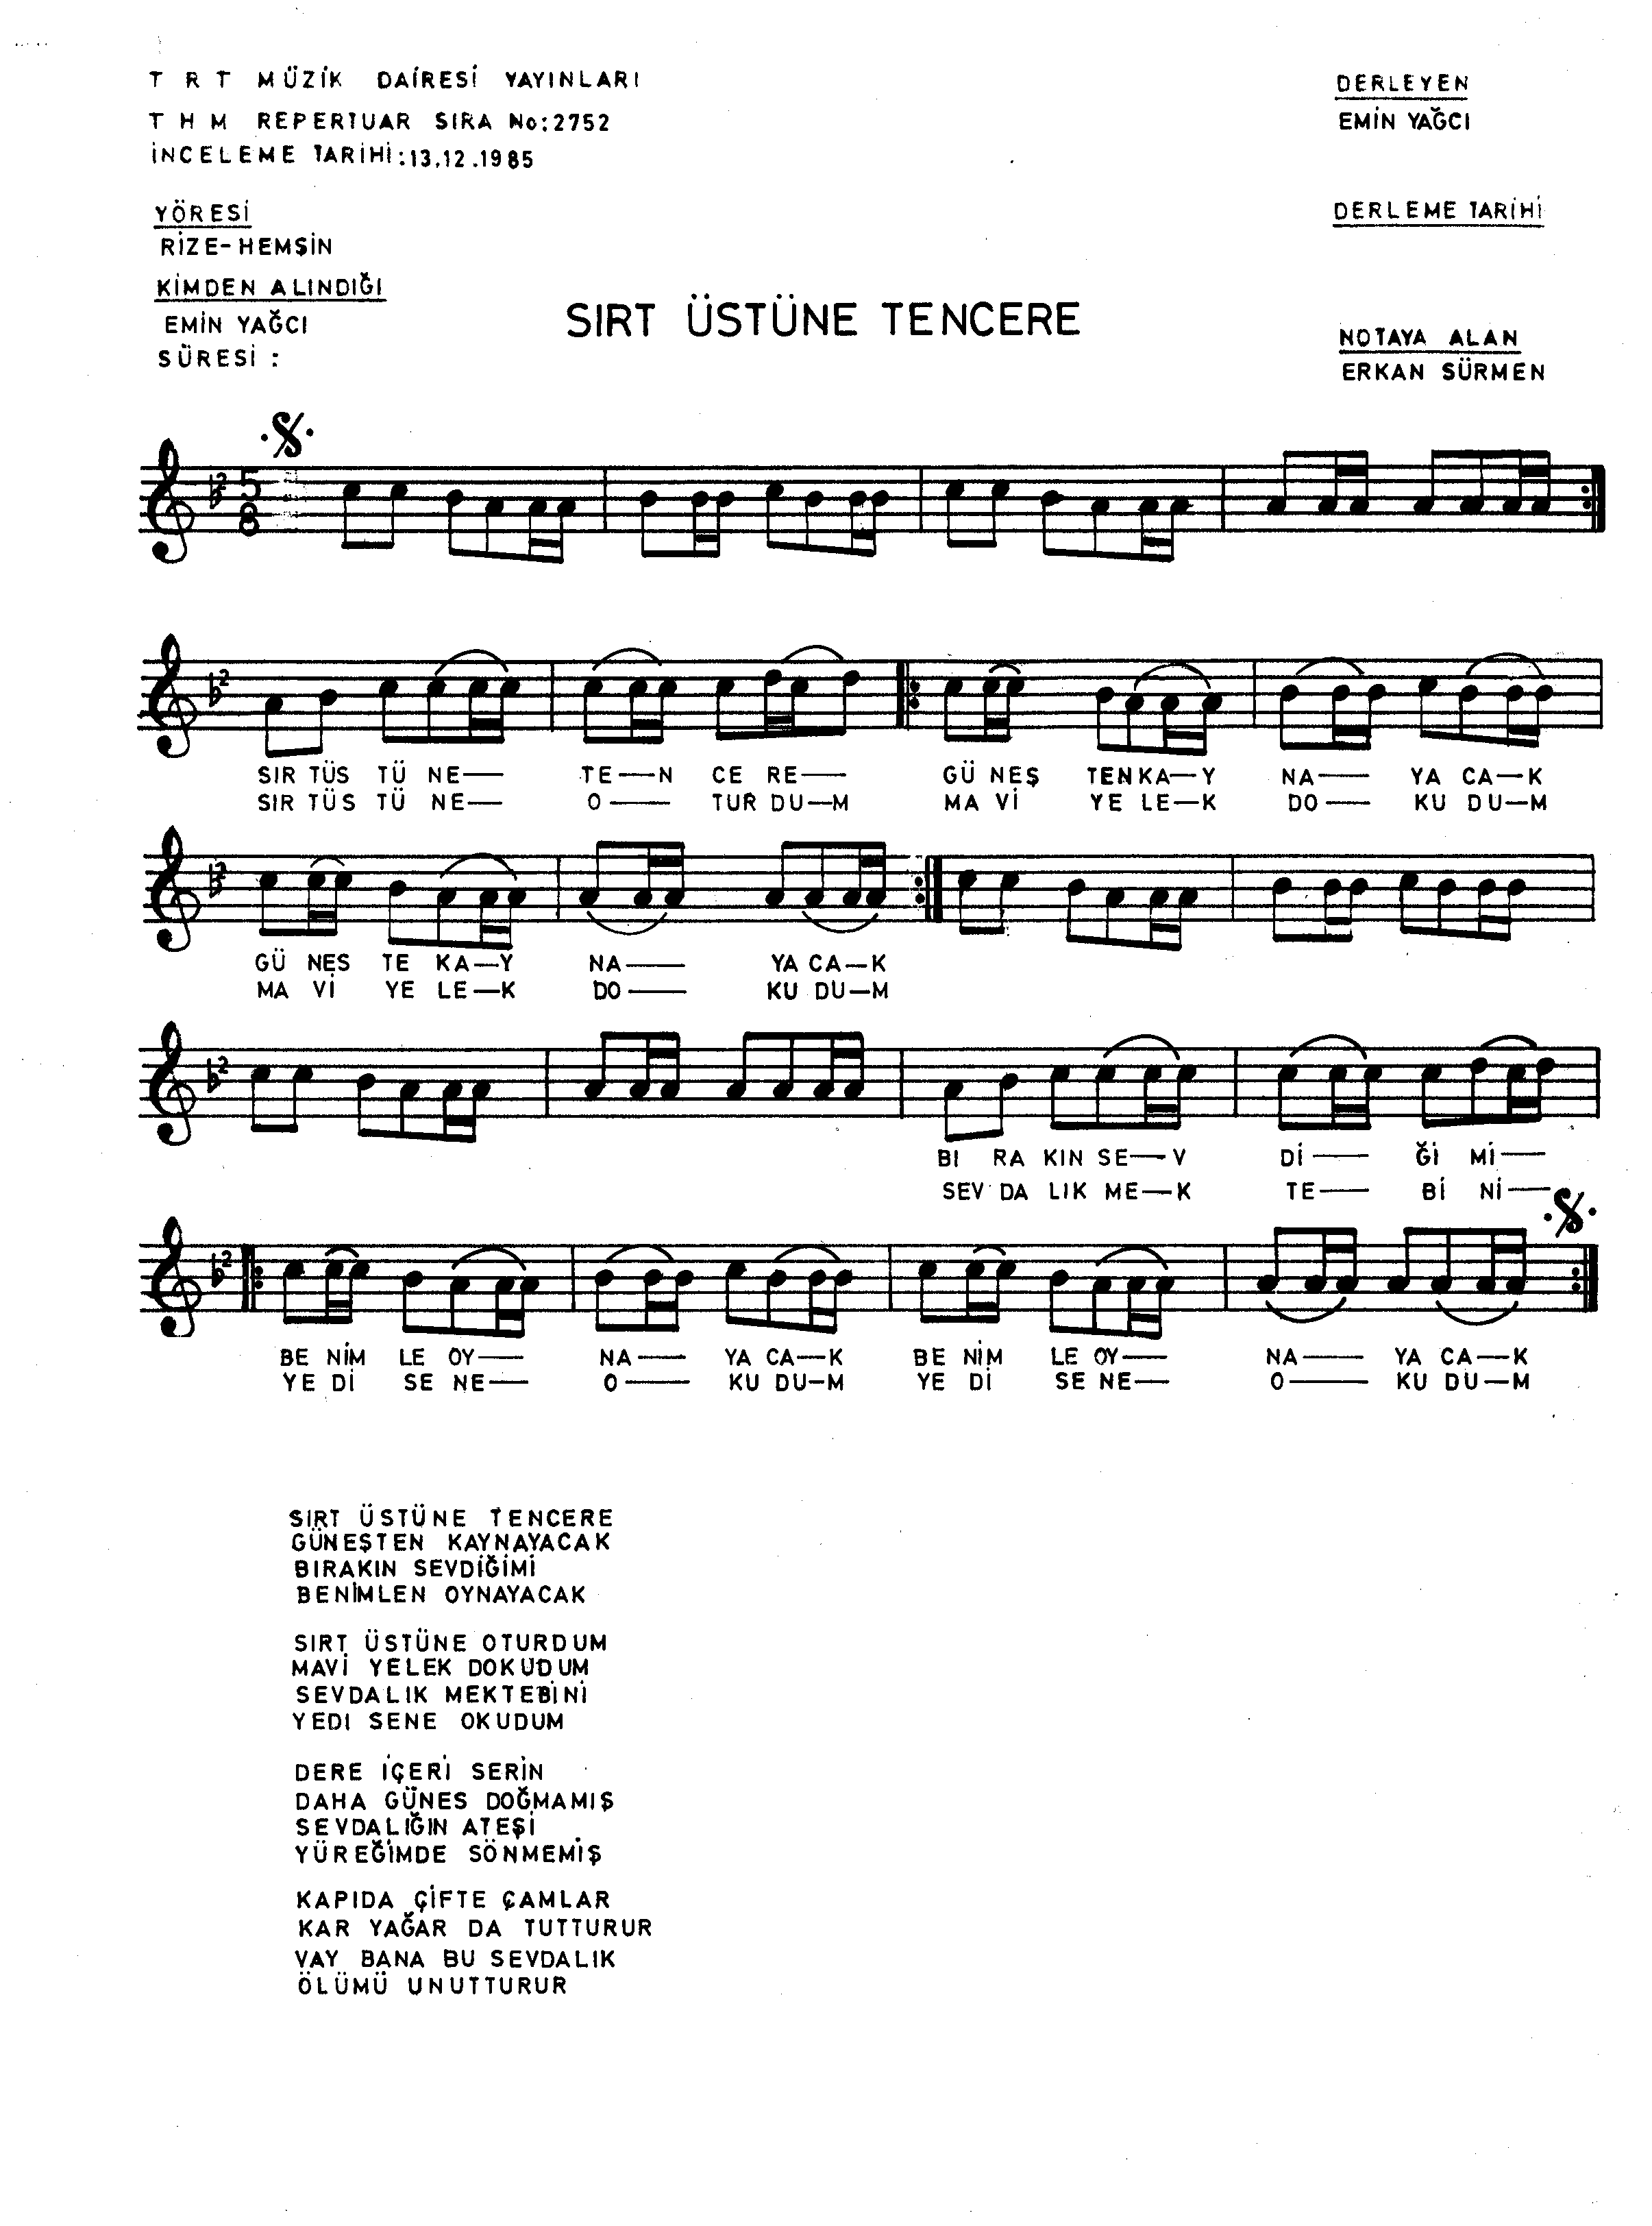 T R T MÜZİK DAİRESİ YAYINLARI
T H M REPERTUAR SIRA No:2752
İNCELEME TARİHİ:13.12.1985
DERLEYEN
EMİN YAĞCI
YÖRESİ
RİZE-HEMŞİN
DERLEME TARİHİ
KİMDEN ALINDIĞI
EMİN YAĞCI
SÜRESİ :
SIRT ÜSTÜNE TENCERE
NOTAYA ALAN
ERKAN SÜRMEN
5
8
2
SIR TÜS TÜ NE— TE—N CE RE— GÜ NEŞ TEN KA—Y NA— YA CA—K
SIR TÜS TÜ NE— O— TUR DU—M MA Vİ YE LE—K DO— KU DU—M
2
GÜ NES TE KA—Y NA— YA CA—K
MA Vİ YE LE—K DO— KU DU—M
2
BI RA KIN SE—V Dİ— Ğİ Mİ—
SEV DA LIK ME—K TE— Bİ Nİ—
2
BE NİM LE OY— NA— YA CA—K BE NİM LE OY— NA— YA CA—K
YE Dİ SE NE— O— KU DU—M YE Dİ SE NE— O— KU DU—M
SIRT ÜSTÜNE TENCERE
GÜNEŞTEN KAYNAYACAK
BIRAKIN SEVDİĞİMİ
BENİMLEN OYNAYACAK
SIRT ÜSTÜNE OTURDUM
MAVİ YELEK DOKUDUM
SEVDALIK MEKTEBİNİ
YEDI SENE OKUDUM
DERE İÇERİ SERİN
DAHA GÜNES DOĞMAMIŞ
SEVDALIĞIN ATEŞİ
YÜREĞİMDE SÖNMEMİŞ
KAPIDA ÇİFTE ÇAMLAR
KAR YAĞAR DA TUTTURUR
VAY BANA BU SEVDALIK
ÖLÜMÜ UNUTTURUR